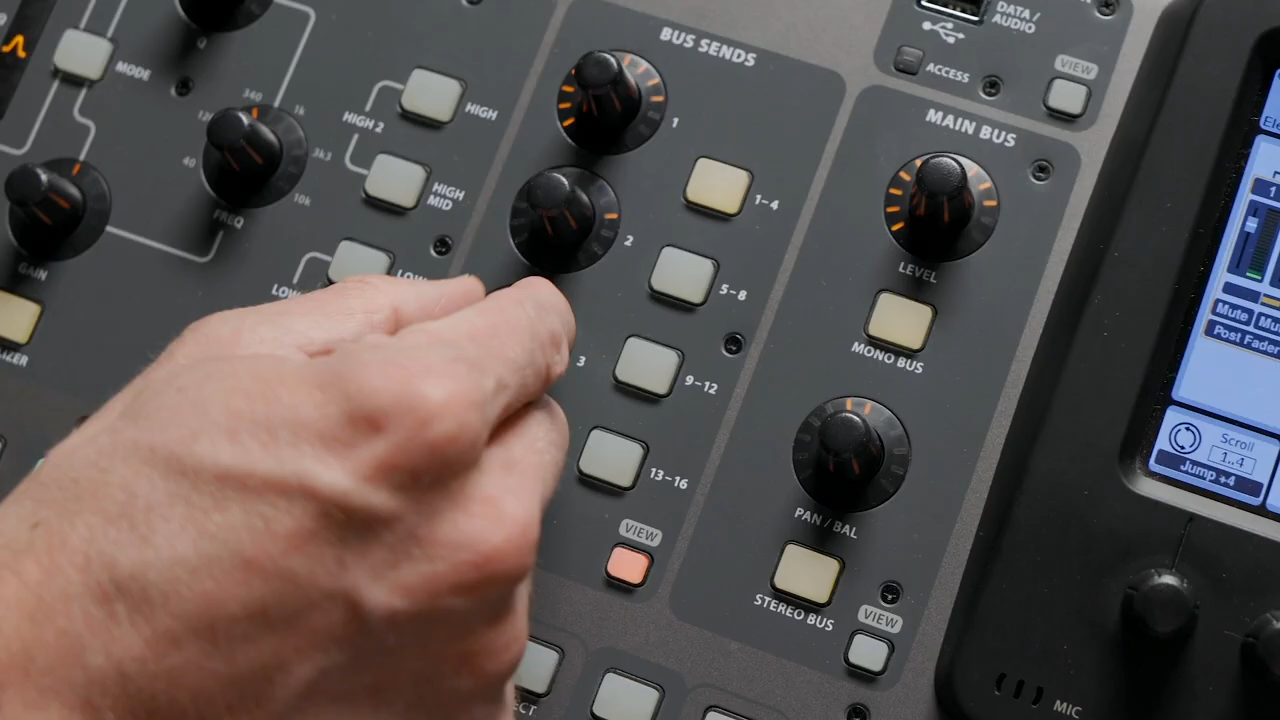 Q
MODE
340
1k
3k3
10k
40
FREQ
GAIN
HIGH 2
HIGH
HIGH
MID
BUS SENDS
1
2
3
1-4
5-8
9-12
13-16
VIEW
DATA /
AUDIO
ACCESS
VIEW
MAIN BUS
LEVEL
MONO BUS
PAN / BAL
STEREO BUS
VIEW
1
Mute
Post Fader
Scroll
1..4
Jump +4
MIC